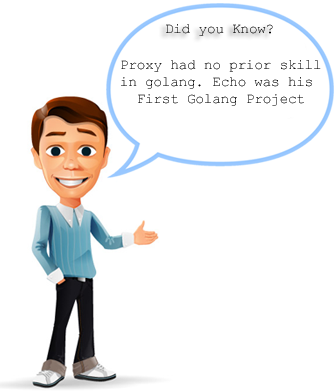 Did you Know?
Proxy had no prior skill
in golang. Echo was his
First Golang Project